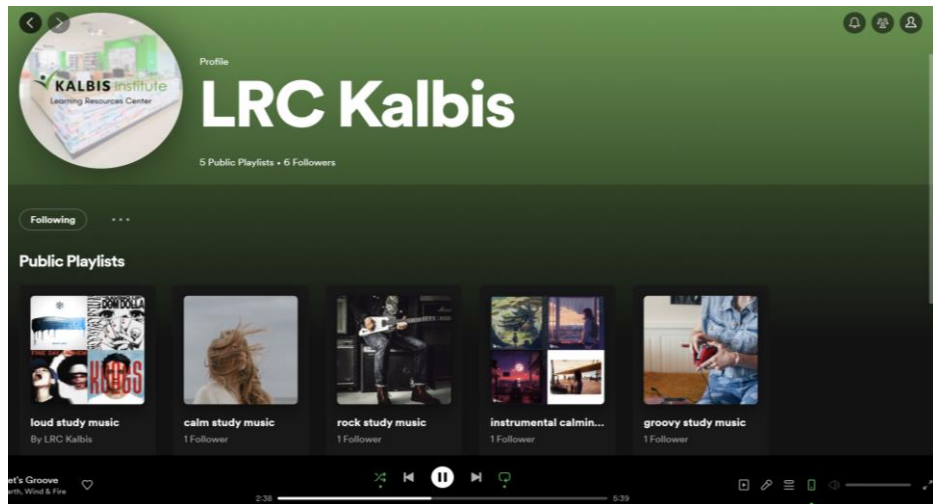 KALBIS Institute
Learning Resources Center
Profile
LRC Kalbis
5 Public Playlists • 6 Followers
Following
Public Playlists
DOM DOLLA
loud study music
By LRC Kalbis
calm study music
1 Follower
rock study music
1 Follower
instrumental calmin...
1 Follower
groovy study music
1 Follower
et's Groove
arth, Wind & Fire
2:38
5:39